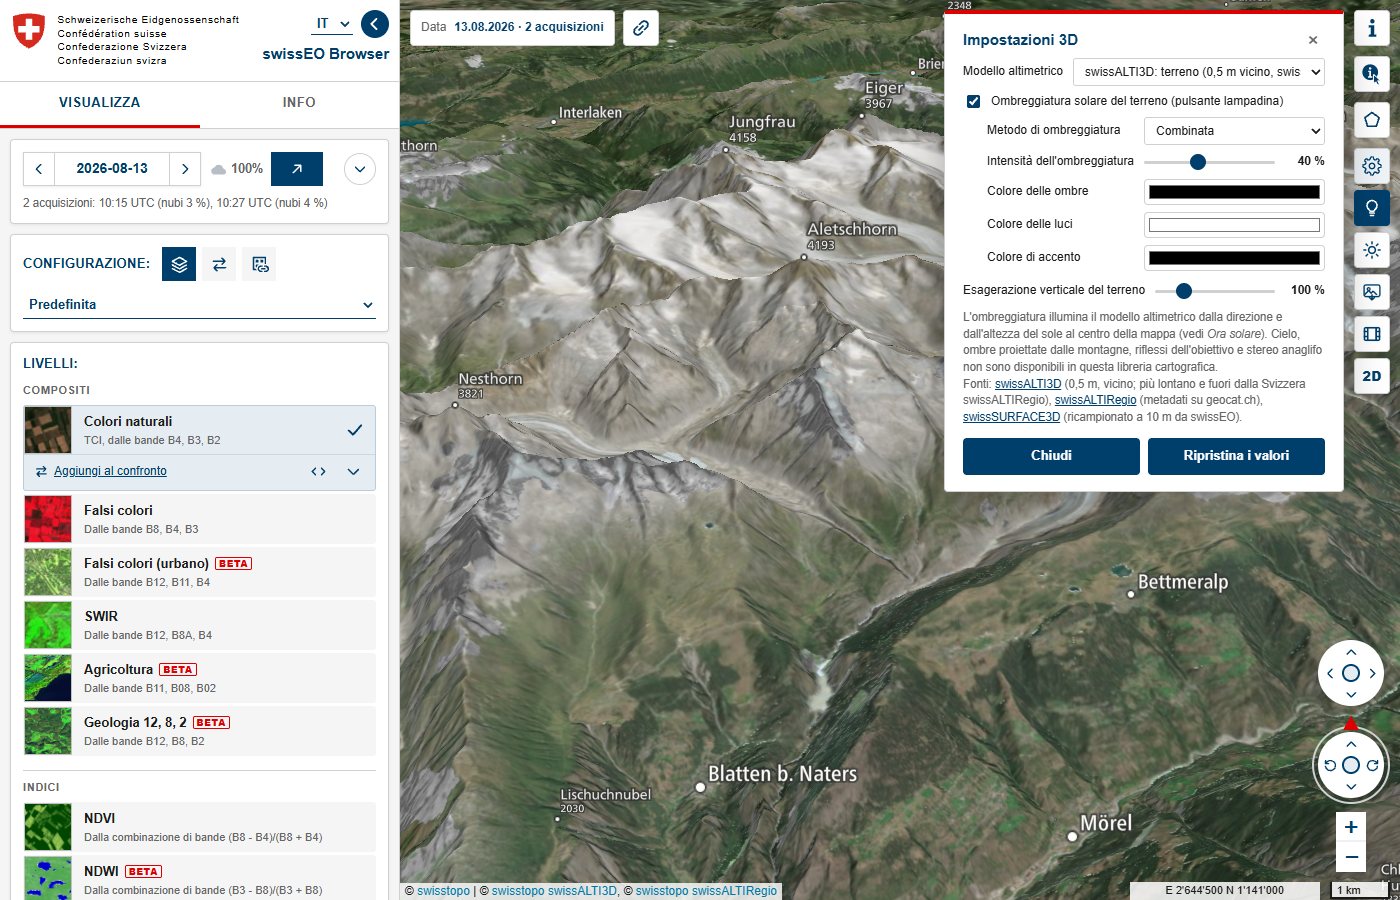 Schweizerische Eidgenossenschaft
Confédération suisse
Confederazione Svizzera
Confederaziun svizra
IT
swissEO Browser
VISUALIZZA
INFO
2026-08-13
100%
2 acquisizioni: 10:15 UTC (nubi 3 %), 10:27 UTC (nubi 4 %)
CONFIGURAZIONE:
Predefinita
LIVELLI:
COMPOSITI
Colori naturali
TCI, dalle bande B4, B3, B2
Aggiungi al confronto
Falsi colori
Dalle bande B8, B4, B3
Falsi colori (urbano) BETA
Dalle bande B12, B11, B4
SWIR
Dalle bande B12, B8A, B4
Agricoltura BETA
Dalle bande B11, B08, B02
Geologia 12, 8, 2 BETA
Dalle bande B12, B8, B2
INDICI
NDVI
Dalla combinazione di bande (B8 - B4)/(B8 + B4)
NDWI BETA
Dalla combinazione di bande (B3 - B8)/(B3 + B8)
Data 13.08.2026 · 2 acquisizioni
2348
Brier
Eiger
3967
Interlaken
Jungfrau
4158
thorn
Aletschhorn
4193
Nesthorn
3821
Bettmeralp
Blatten b. Naters
Lischuchnubel
2030
Mörel
Impostazioni 3D
Modello altimetrico
swissALTI3D: terreno (0,5 m vicino, swis
Ombreggiatura solare del terreno (pulsante lampadina)
Metodo di ombreggiatura
Combinata
Intensità dell'ombreggiatura
40 %
Colore delle ombre
Colore delle luci
Colore di accento
Esagerazione verticale del terreno
100 %
L'ombreggiatura illumina il modello altimetrico dalla direzione e
dall'altezza del sole al centro della mappa (vedi Ora solare). Cielo,
ombre proiettate dalle montagne, riflessi dell'obiettivo e stereo anaglifo
non sono disponibili in questa libreria cartografica.
Fonti: swissALTI3D (0,5 m, vicino; più lontano e fuori dalla Svizzera
swissALTIRegio), swissALTIRegio (metadati su geocat.ch),
swissSURFACE3D (ricampionato a 10 m da swissEO).
Chiudi
Ripristina i valori
2D
© swisstopo | © swisstopo swissALTI3D, © swisstopo swissALTIRegio
E 2'644'500 N 1'141'000
1 km